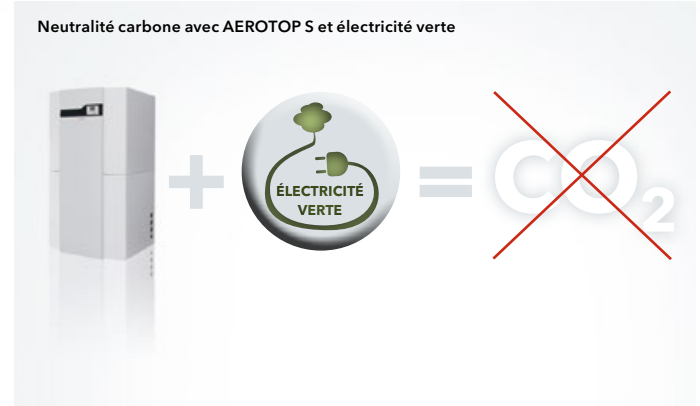 Neutralité carbone avec AEROTOP S et électricité verte
+
ÉLECTRICITÉ
VERTE
=
CO₂